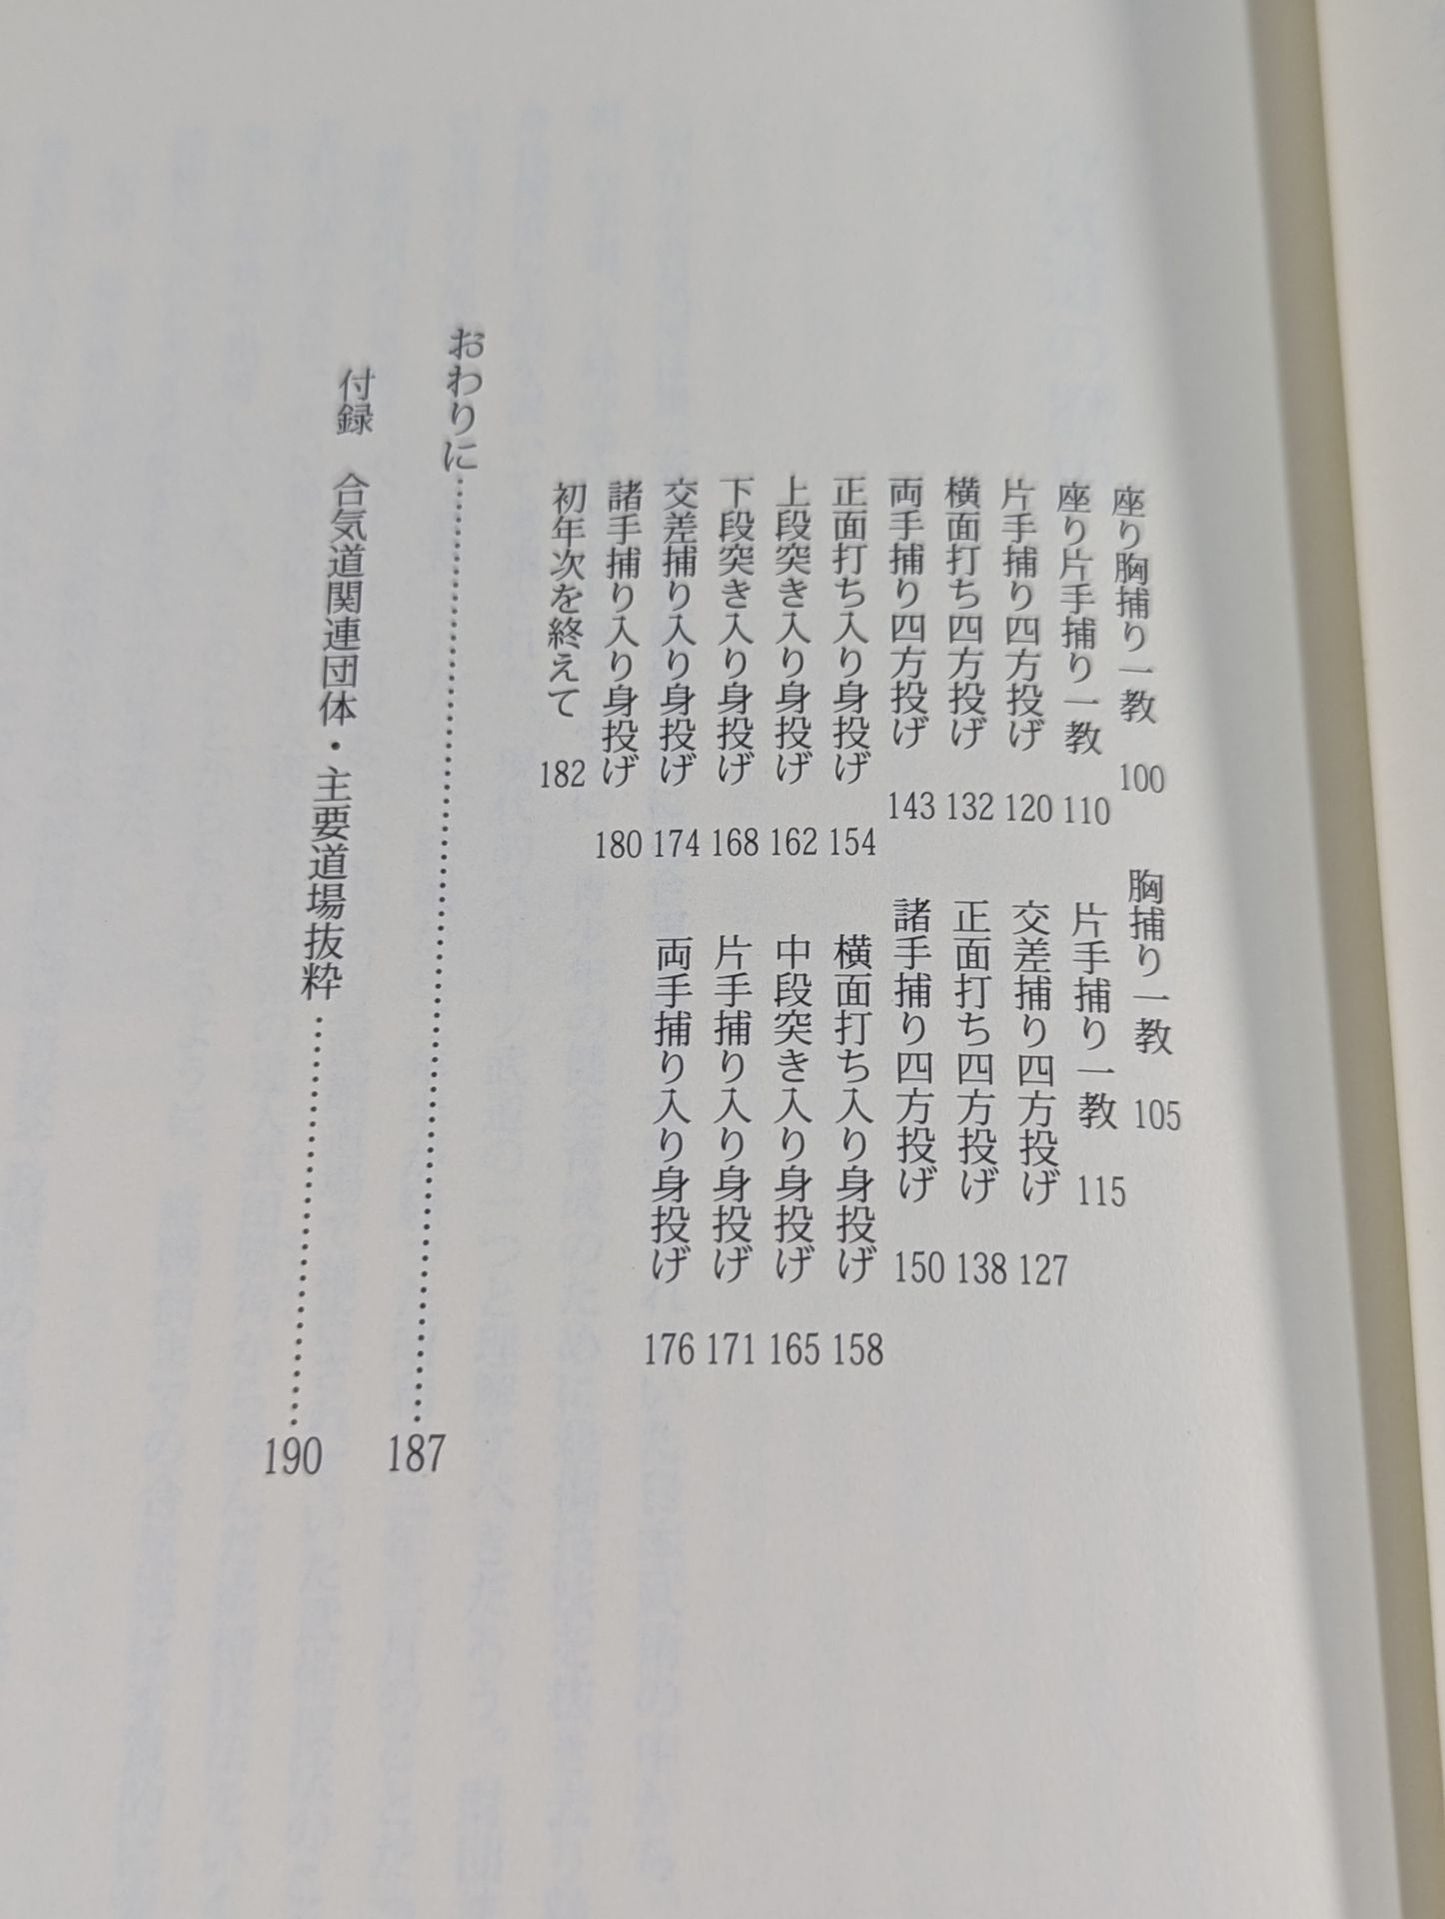 座り胸捕り一教 100 胸捕り一教 105
座り片手捕り一教 110 片手捕り一教 115
片手捕り四方投げ 120 交差捕り四方投げ 127
横面打ち四方投げ 132 正面打ち四方投げ 138
両手捕り四方投げ 143 諸手捕り四方投げ 150
正面打ち入り身投げ 154 横面打ち入り身投げ 158
上段突き入り身投げ 162 中段突き入り身投げ 165
下段突き入り身投げ 168 片手捕り入り身投げ 171
交差捕り入り身投げ 174 両手捕り入り身投げ 176
諸手捕り入り身投げ 180
初年次を終えて 182
おわりに……………………………………………… 187
付録 合気道関連団体・主要道場抜粋 ………………… 190